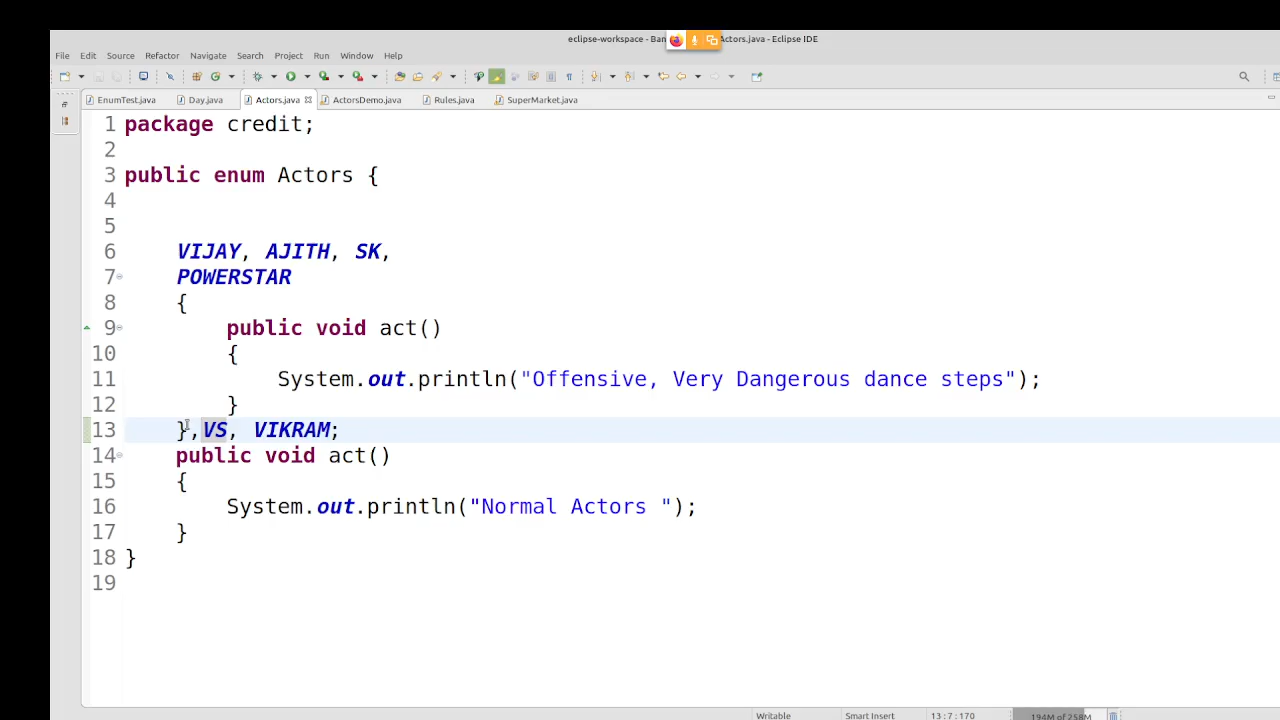 eclipse-workspace - Ban Actors.java - Eclipse IDE
File Edit Source Refactor Navigate Search Project Run Window Help
EnumTest.java Day.java Actors.java ActorsDemo.java Rules.java SuperMarket.java
1 package credit;
2
3 public enum Actors {
4
5
6 VIJAY, AJITH, SK,
7 POWERSTAR
8 {
9 public void act()
10 {
11 System.out.println("Offensive, Very Dangerous dance steps");
12 }
13 },VS, VIKRAM;
14 public void act()
15 {
16 System.out.println("Normal Actors ");
17 }
18 }
19
Writable Smart Insert 13:7:170 194M of 258M